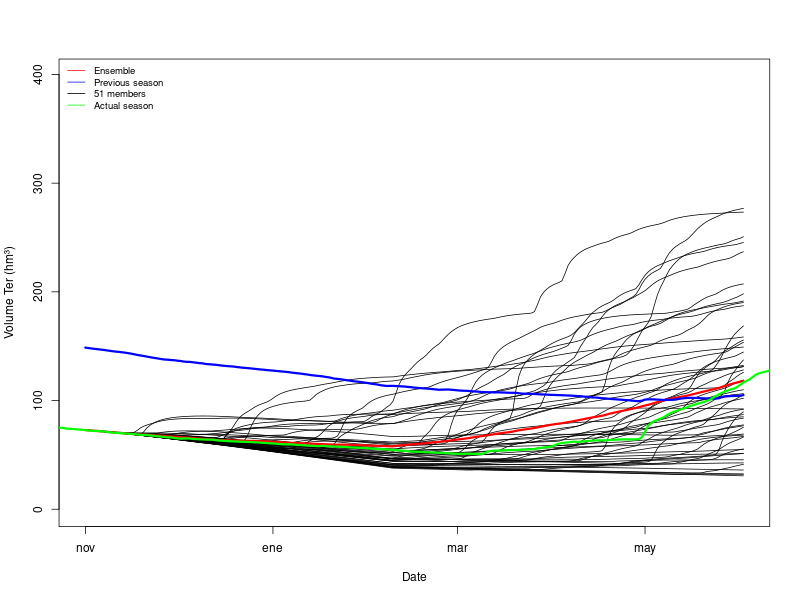 Ensemble
Previous season
51 members
Actual season
400
300
200
100
0
Volume Ter (hm³)
nov
ene
mar
may
Date